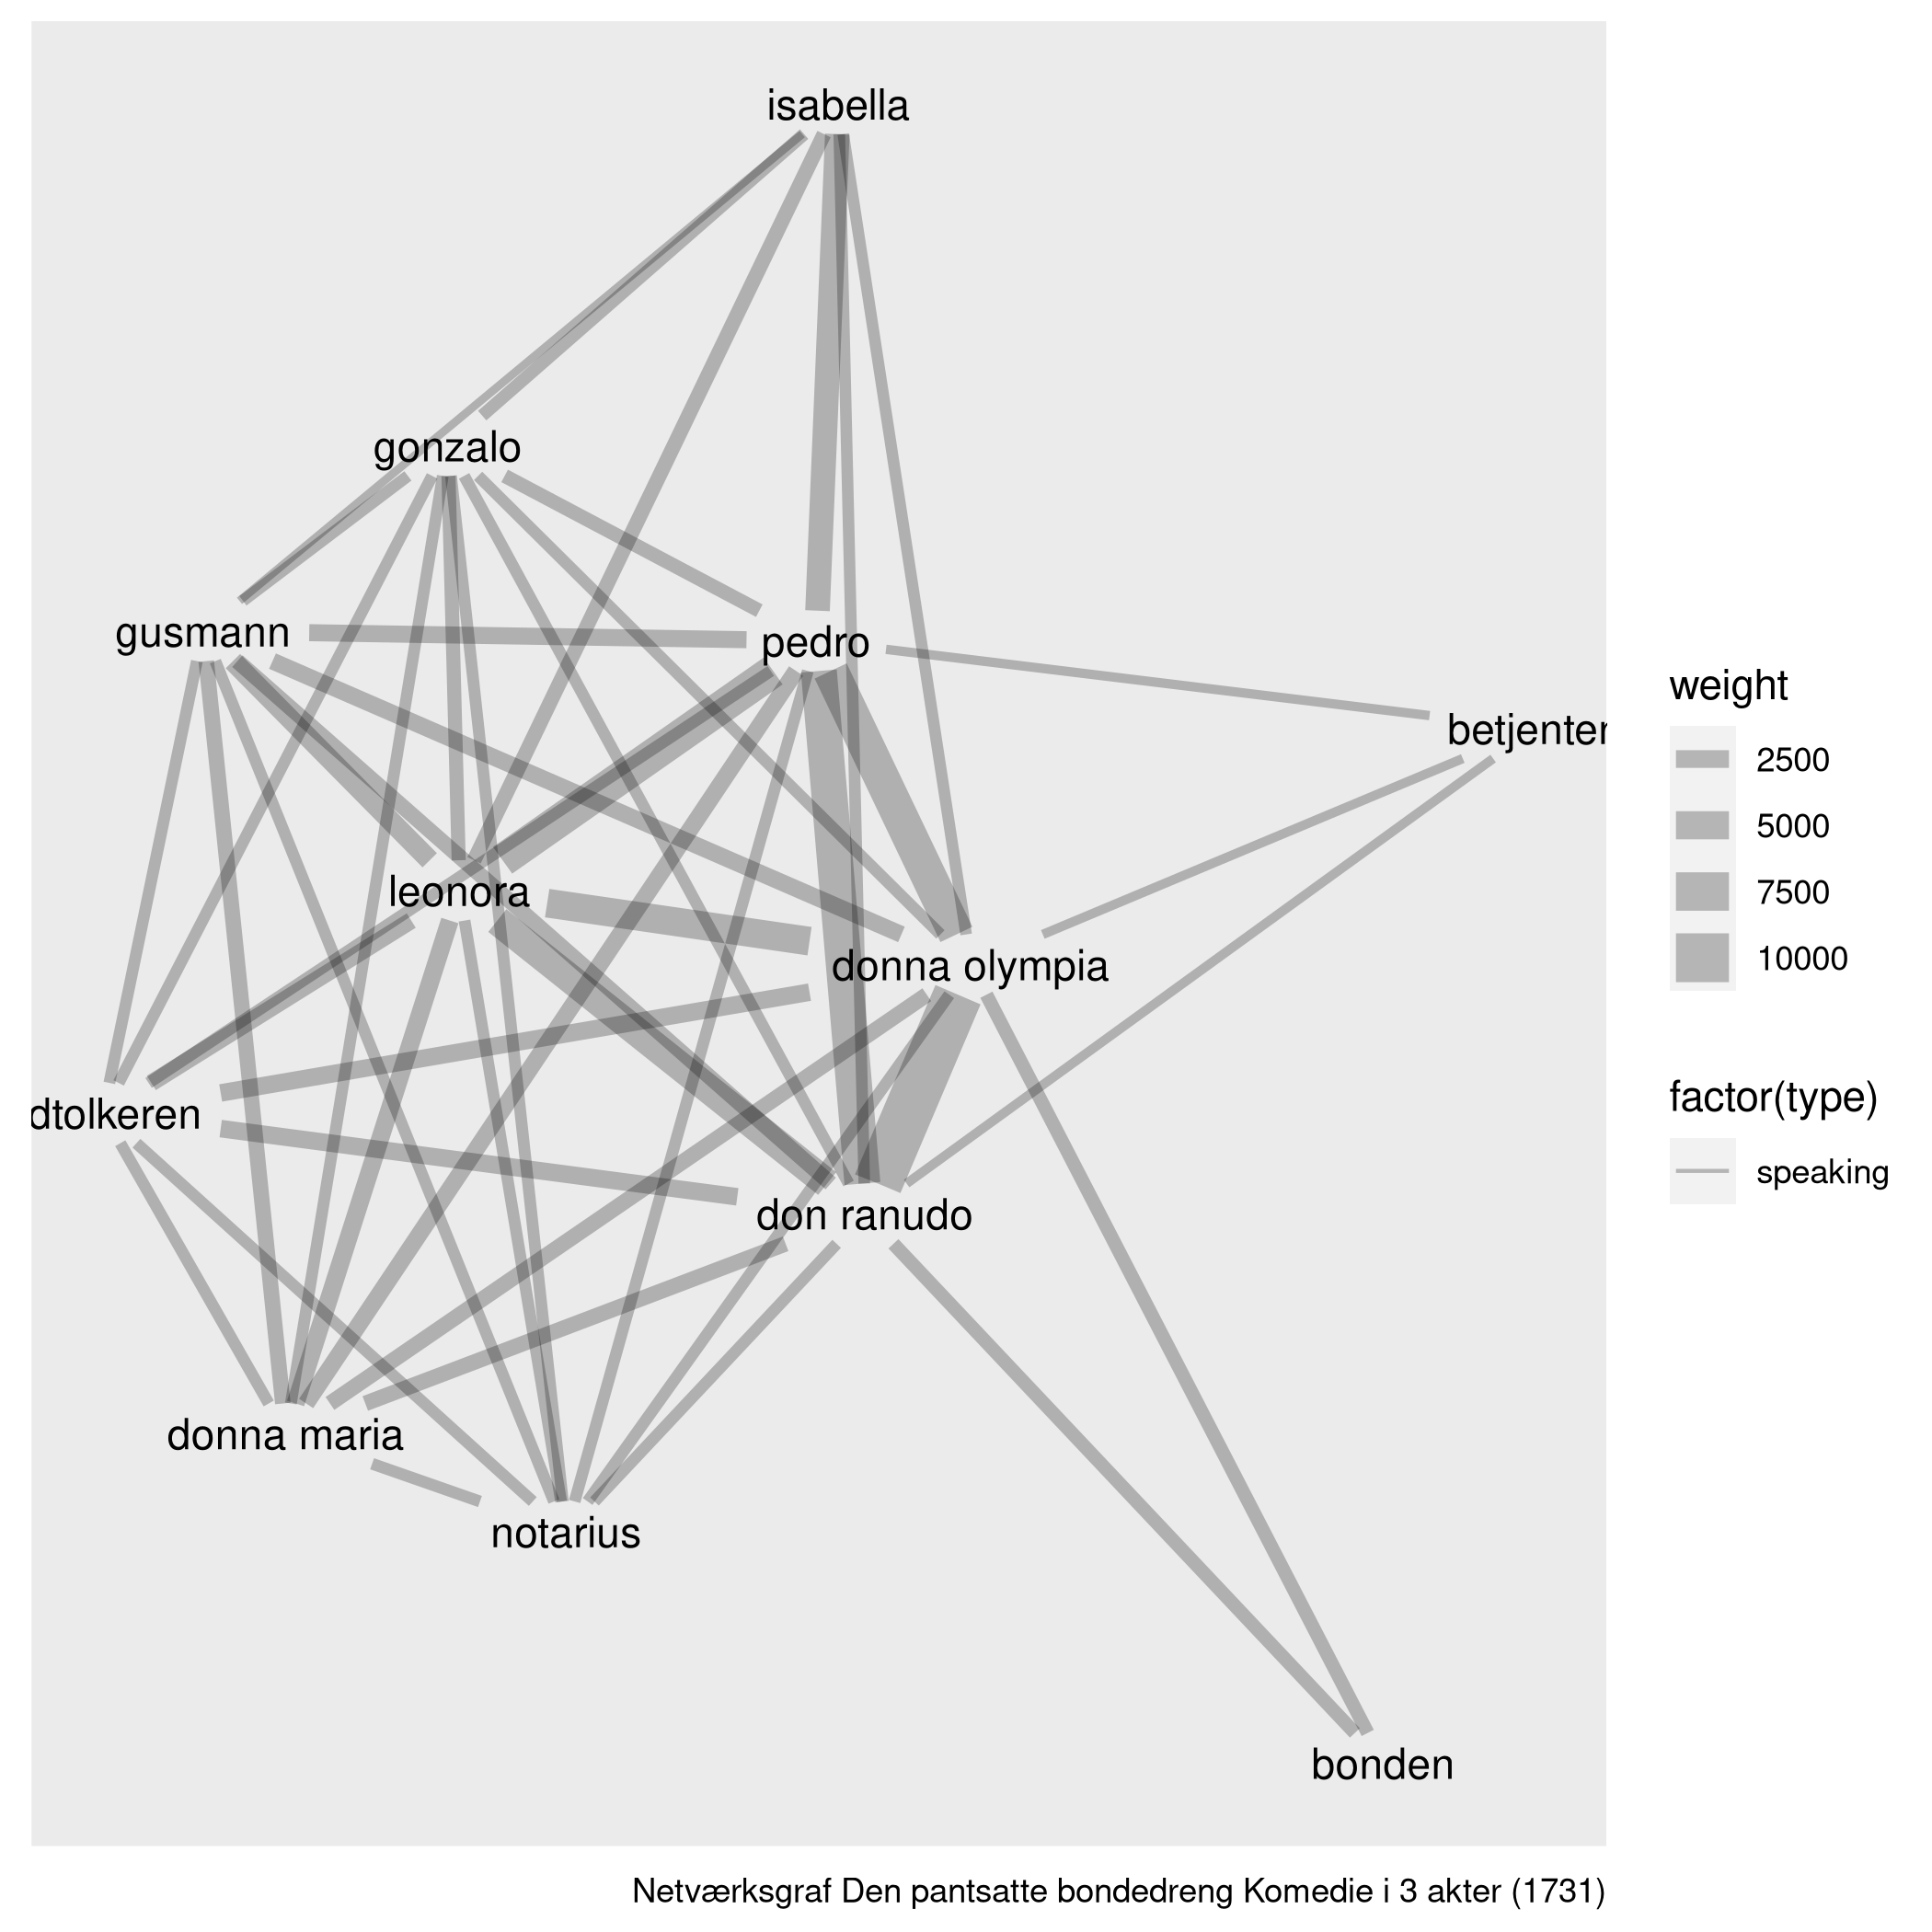 isabella
gonzalo
gusmann
pedro
betjenter
leonora
donna olympia
dtolkeren
don ranudo
donna maria
notarius
bonden
weight
2500
5000
7500
10000
factor(type)
speaking
Netværksgraf Den pantsatte bondedreng Komedie i 3 akter (1731)